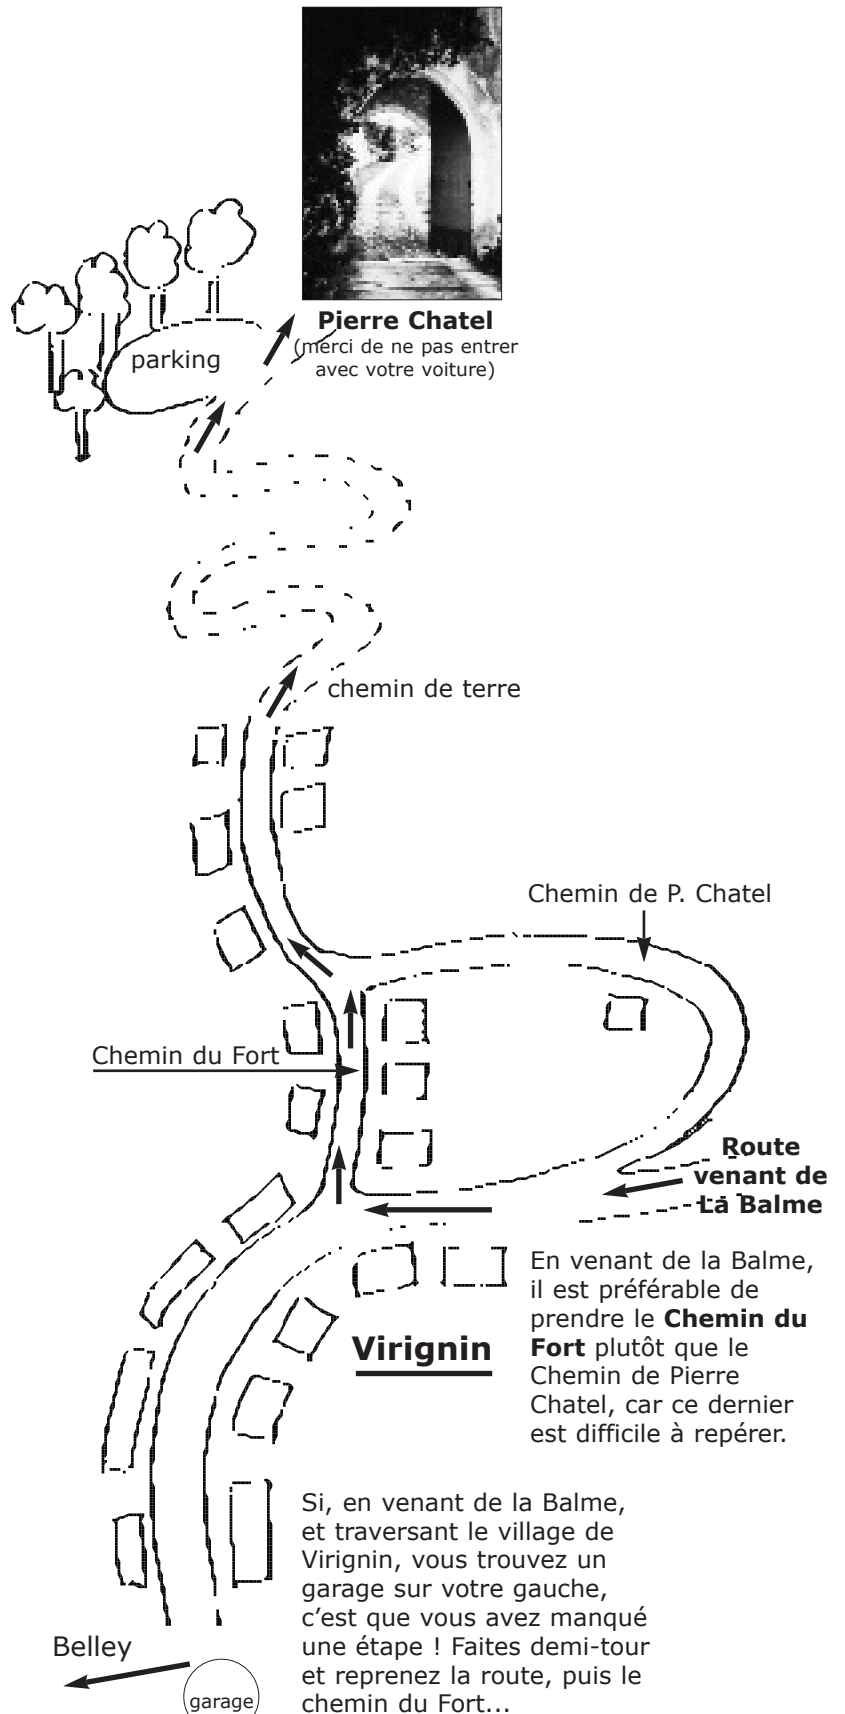 Pierre Chatel
(merci de ne pas entrer
avec votre voiture)
parking
chemin de terre
Chemin de P. Chatel
Chemin du Fort
Route
venant de
La Balme
En venant de la Balme,
il est préférable de
prendre le Chemin du
Fort plutôt que le
Chemin de Pierre
Chatel, car ce dernier
est difficile à repérer.
Virignin
Si, en venant de la Balme,
et traversant le village de
Virignin, vous trouvez un
garage sur votre gauche,
c’est que vous avez manqué
une étape ! Faites demi-tour
et reprenez la route, puis le
chemin du Fort...
Belley
garage